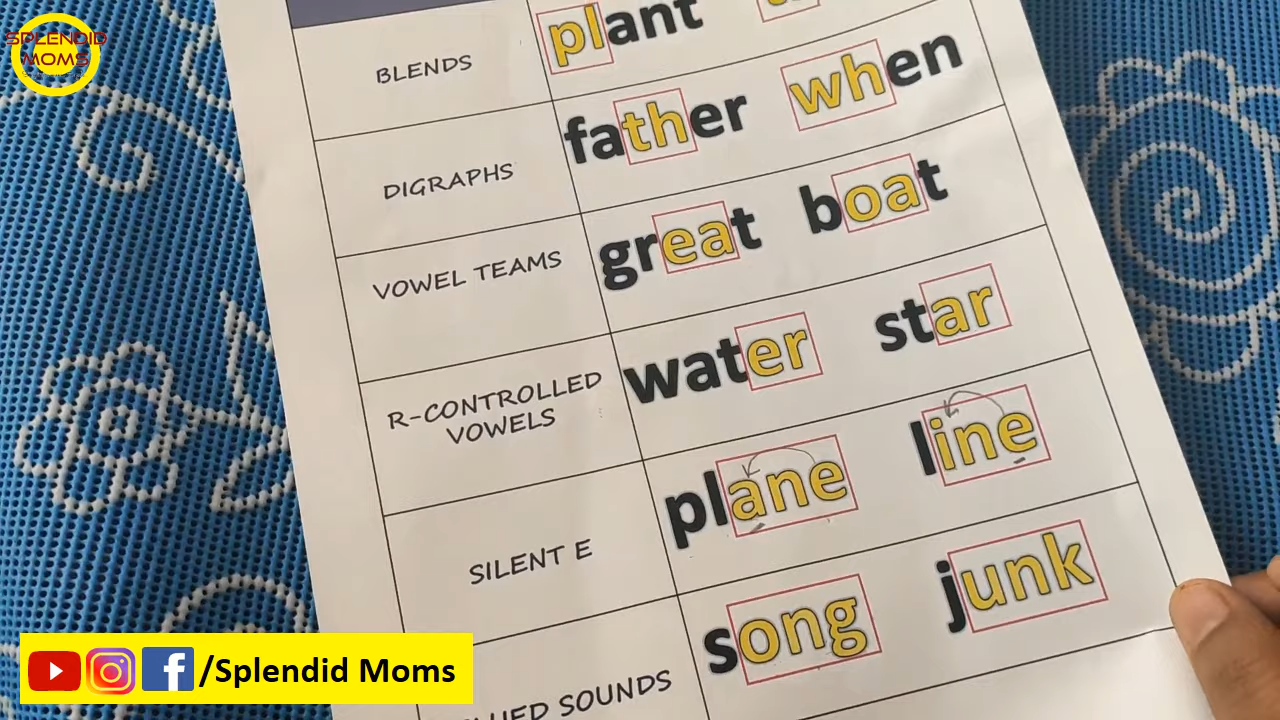 SPLENDID
MOMS
BLENDS plant
DIGRAPHS father when
VOWEL TEAMS great boat
R-CONTROLLED
VOWELS water star
SILENT E plane line
SOUNDS song junk
/Splendid Moms